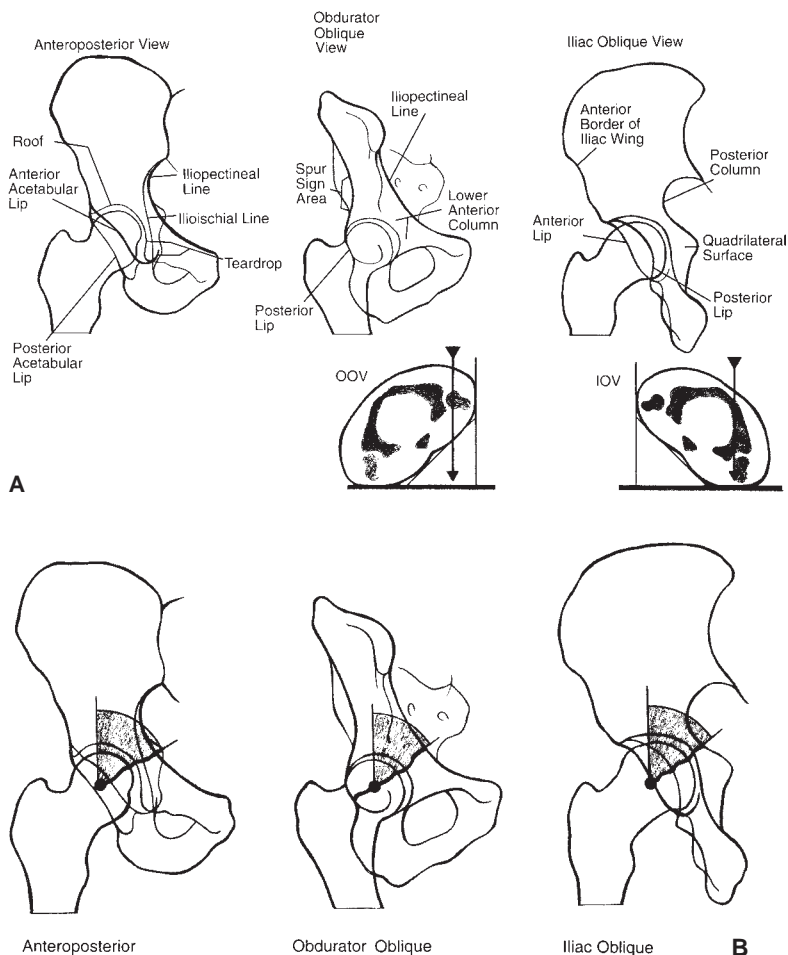 Anteroposterior View
Roof
Anterior
Acetabular
Lip
Posterior
Acetabular
Lip
Iliopectineal
Line
Ilioischial Line
Teardrop
Obdurator
Oblique
View
Iliopectineal
Line
Spur
Sign
Area
Lower
Anterior
Column
Posterior
Lip
Iliac Oblique View
Anterior
Border of
Iliac Wing
Posterior
Column
Anterior
Lip
Quadrilateral
Surface
Posterior
Lip
OOV
IOV
A
Anteroposterior
Obdurator Oblique
Iliac Oblique
B